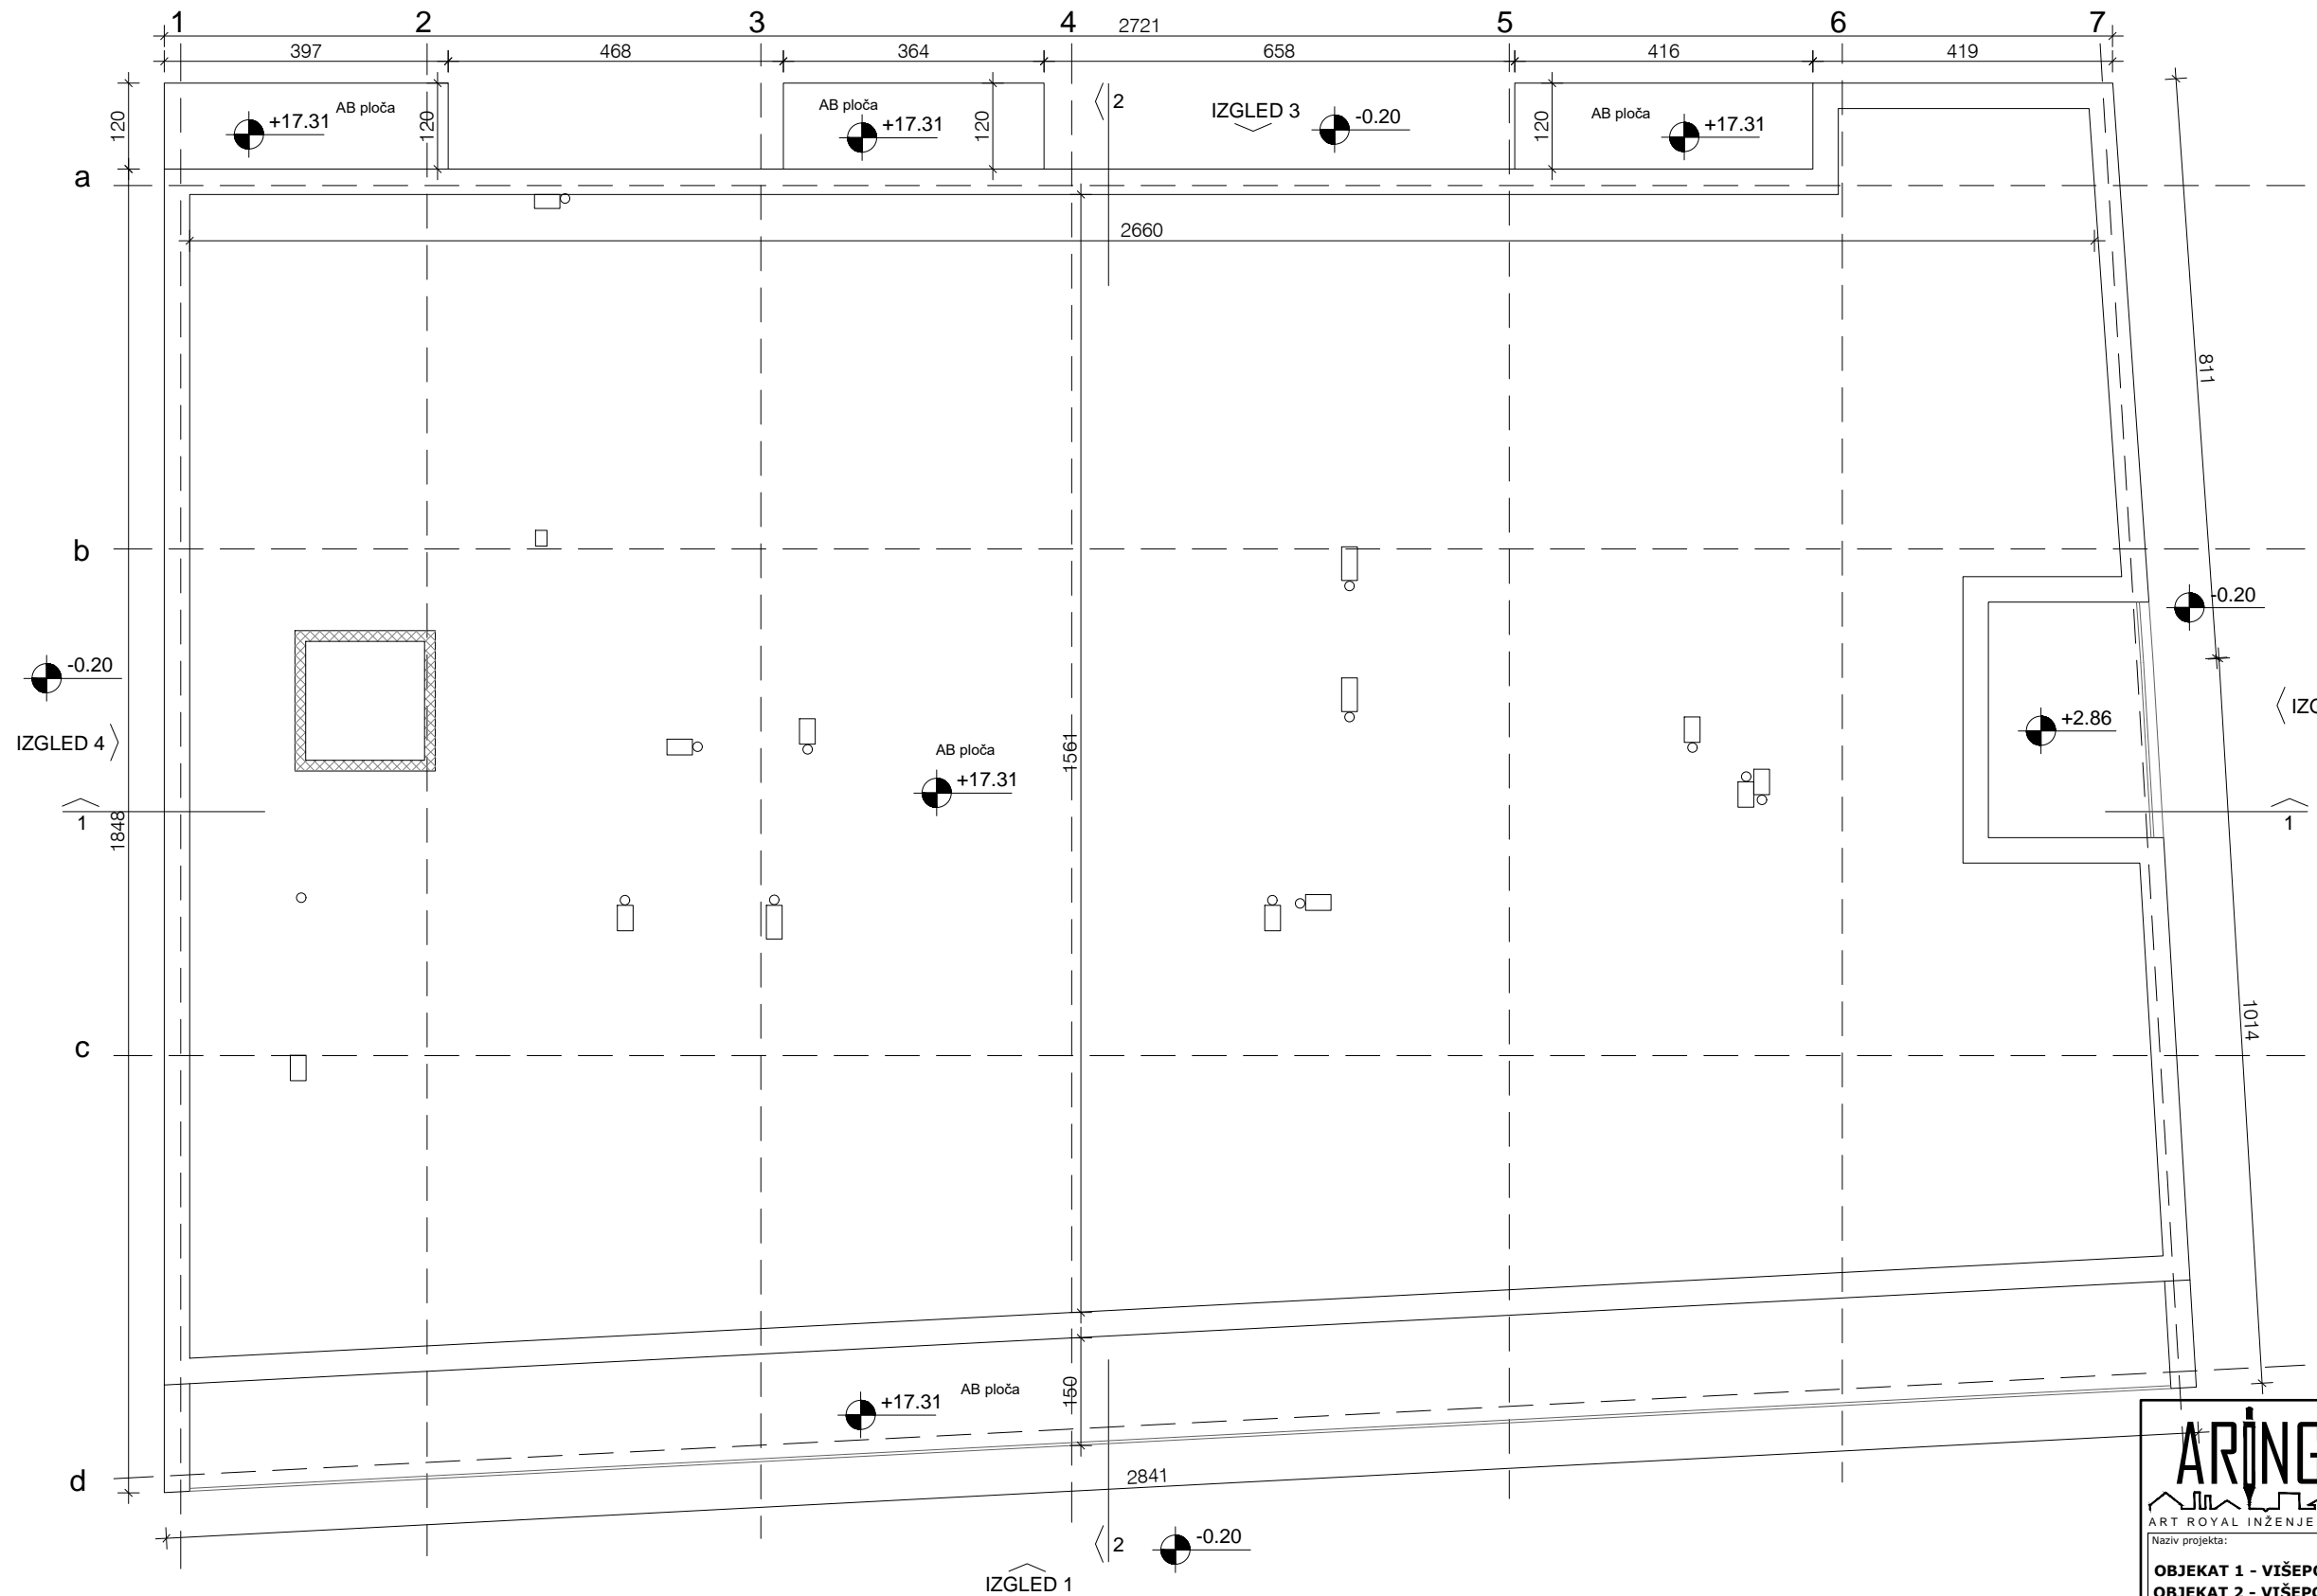 1 2 3 4 5 6 7
2721
397 468 364 658 416 419
120 +17.31 AB ploča 120
AB ploča +17.31 120
2
IZGLED 3 -0.20
120 AB ploča +17.31
a
2660
811
b
-0.20
-0.20
IZGLED 4
+2.86
AB ploča
+17.31
1561
1
1848
1
c
1014
AB ploča
+17.31
150
d
2841
2
-0.20
IZGLED 1
ART ROYAL
Naziv projekta:
OBJEKAT 1 -
OBJEKAT 2 -